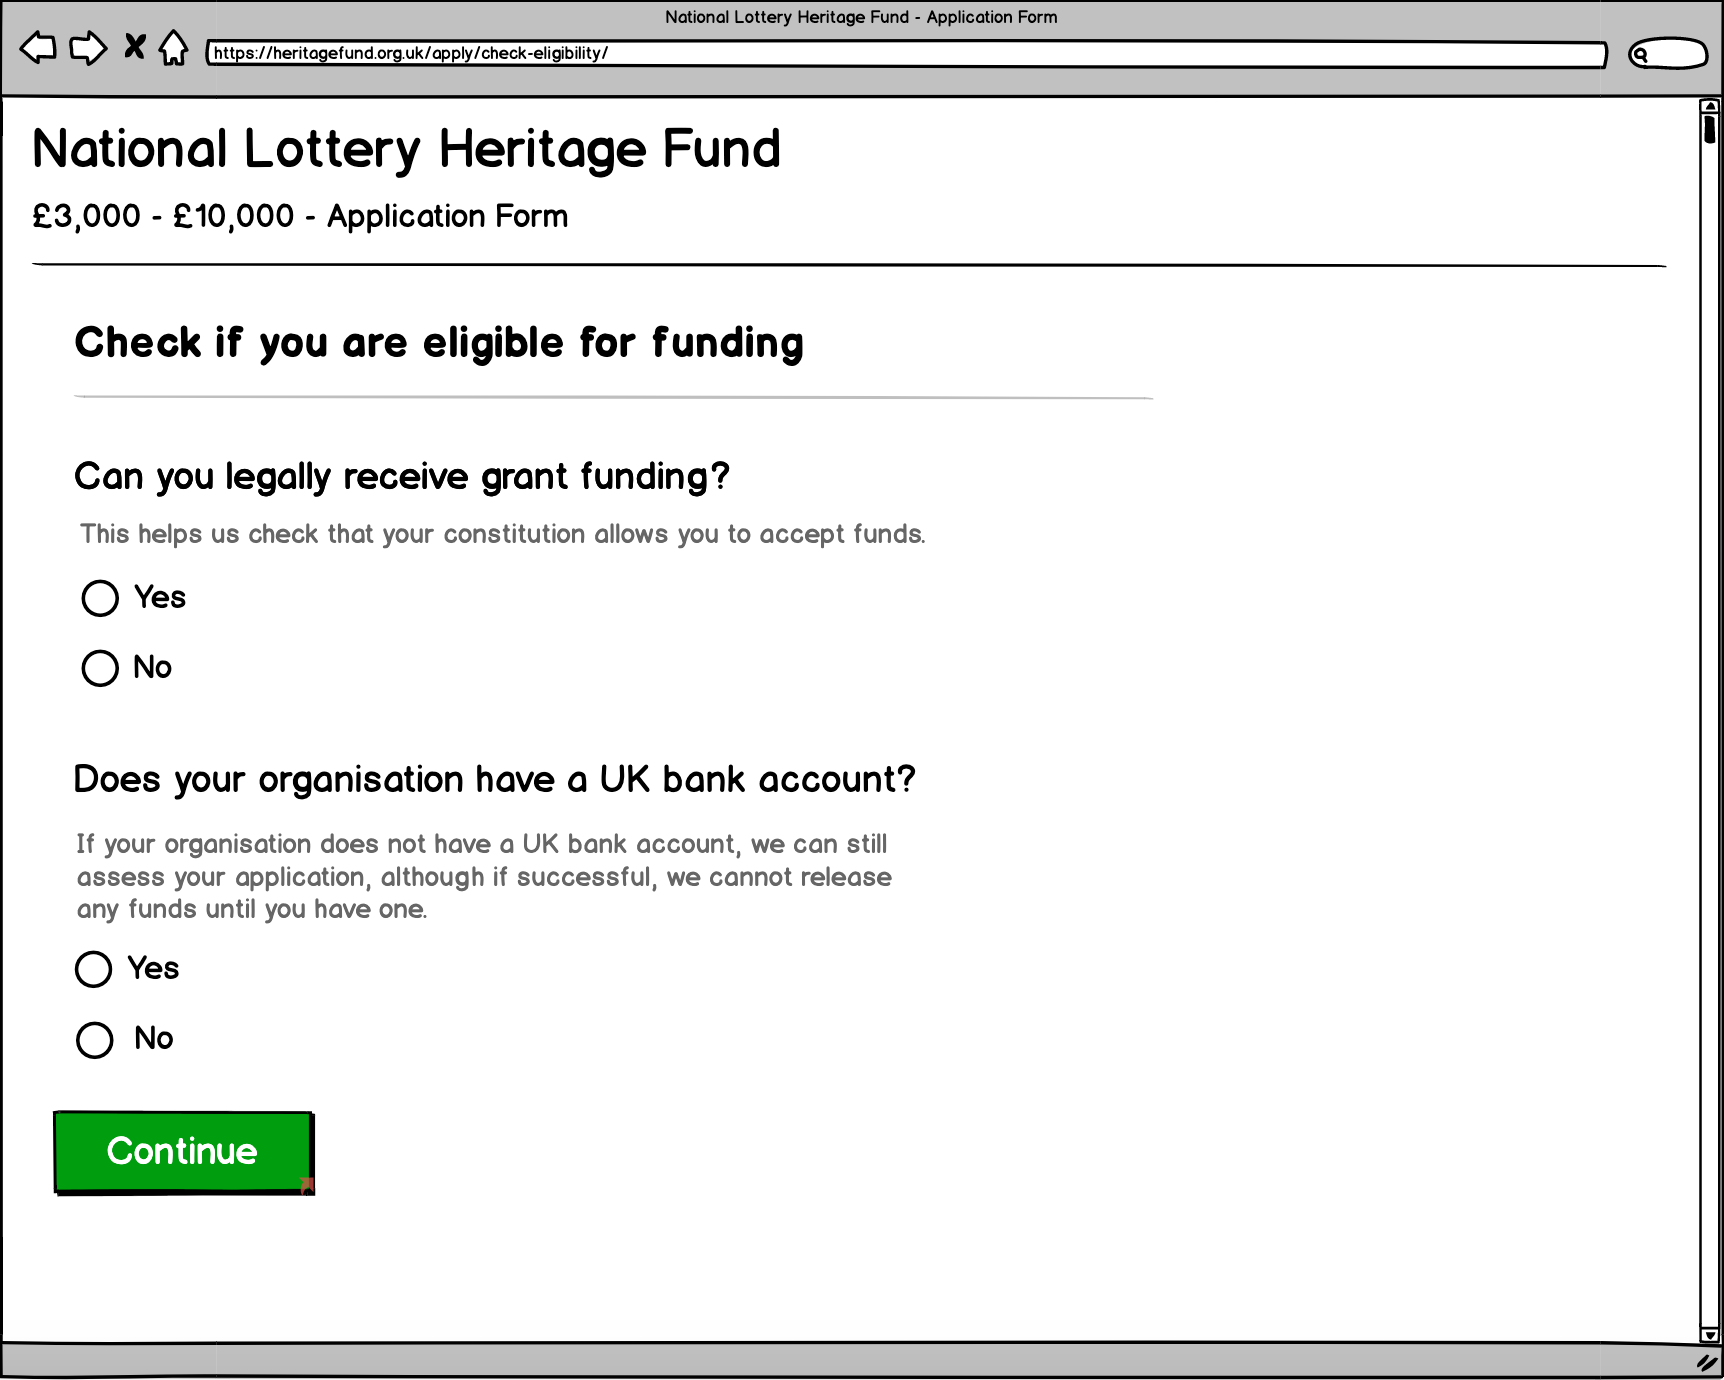 National Lottery Heritage Fund - Application Form
https://heritagefund.org.uk/apply/check-eligibility/
National Lottery Heritage Fund
£3,000 - £10,000 - Application Form
Check if you are eligible for funding
Can you legally receive grant funding?
This helps us check that your constitution allows you to accept funds.
Yes
No
Does your organisation have a UK bank account?
If your organisation does not have a UK bank account, we can still
assess your application, although if successful, we cannot release
any funds until you have one.
Yes
No
Continue